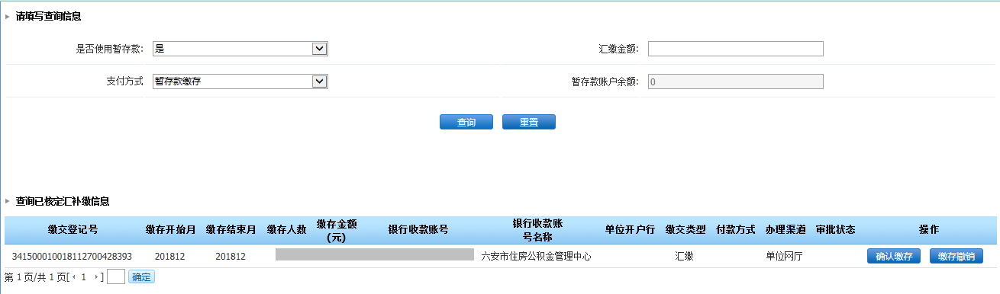 请填写查询信息
是否使用暂存款: 是 汇缴金额:
支付方式 暂存款缴存 暂存款账户余额: 0
查询 重置
查询已核定汇补缴信息
缴交登记号 缴存开始月 缴存结束月 缴存人数 缴存金额(元) 银行收款账号 银行收款账号名称 单位开户行 缴交类型 付款方式 办理渠道 审批状态 操作
341500010018112700428393 201812 201812 六安市住房公积金管理中心 汇缴 单位网厅 确认缴存 缴存撤销
第 1 页/共 1 页[ 1 ] 确定